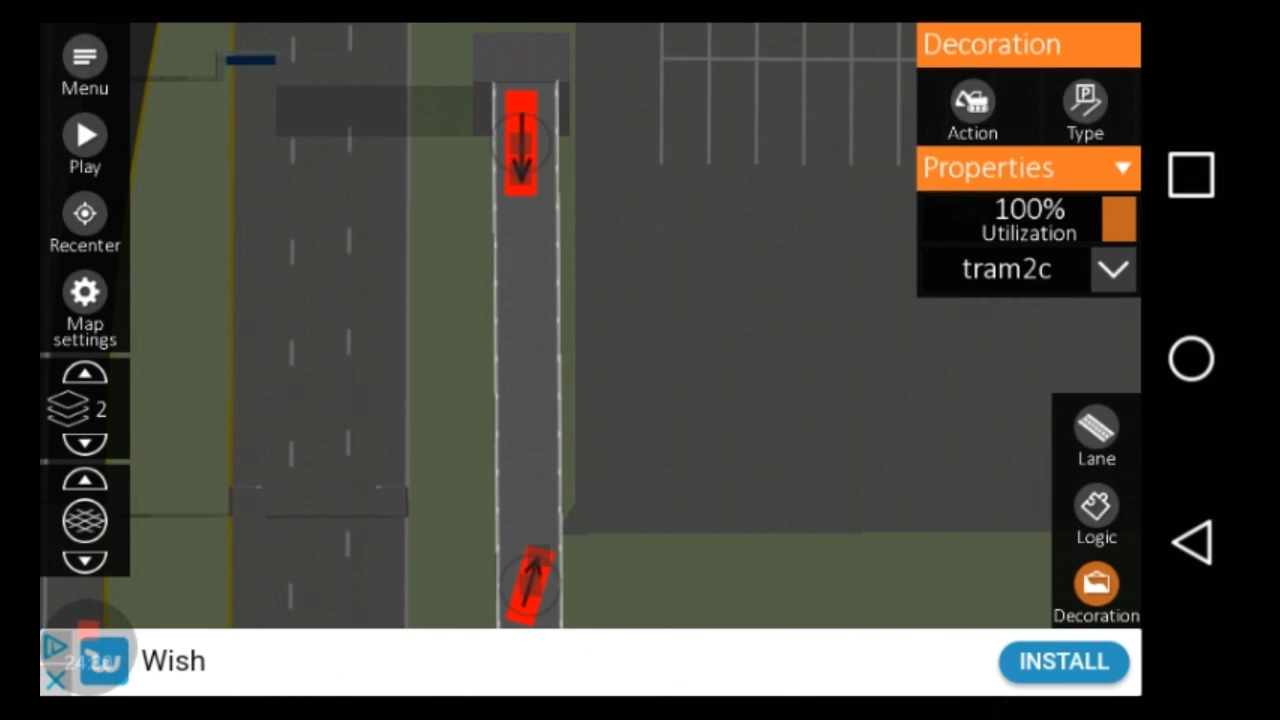 Menu
Play
Recenter
Map
settings
2
Decoration
Action
P
Type
Properties
100%
Utilization
tram2c
Lane
Logic
Decoration
Wish
INSTALL